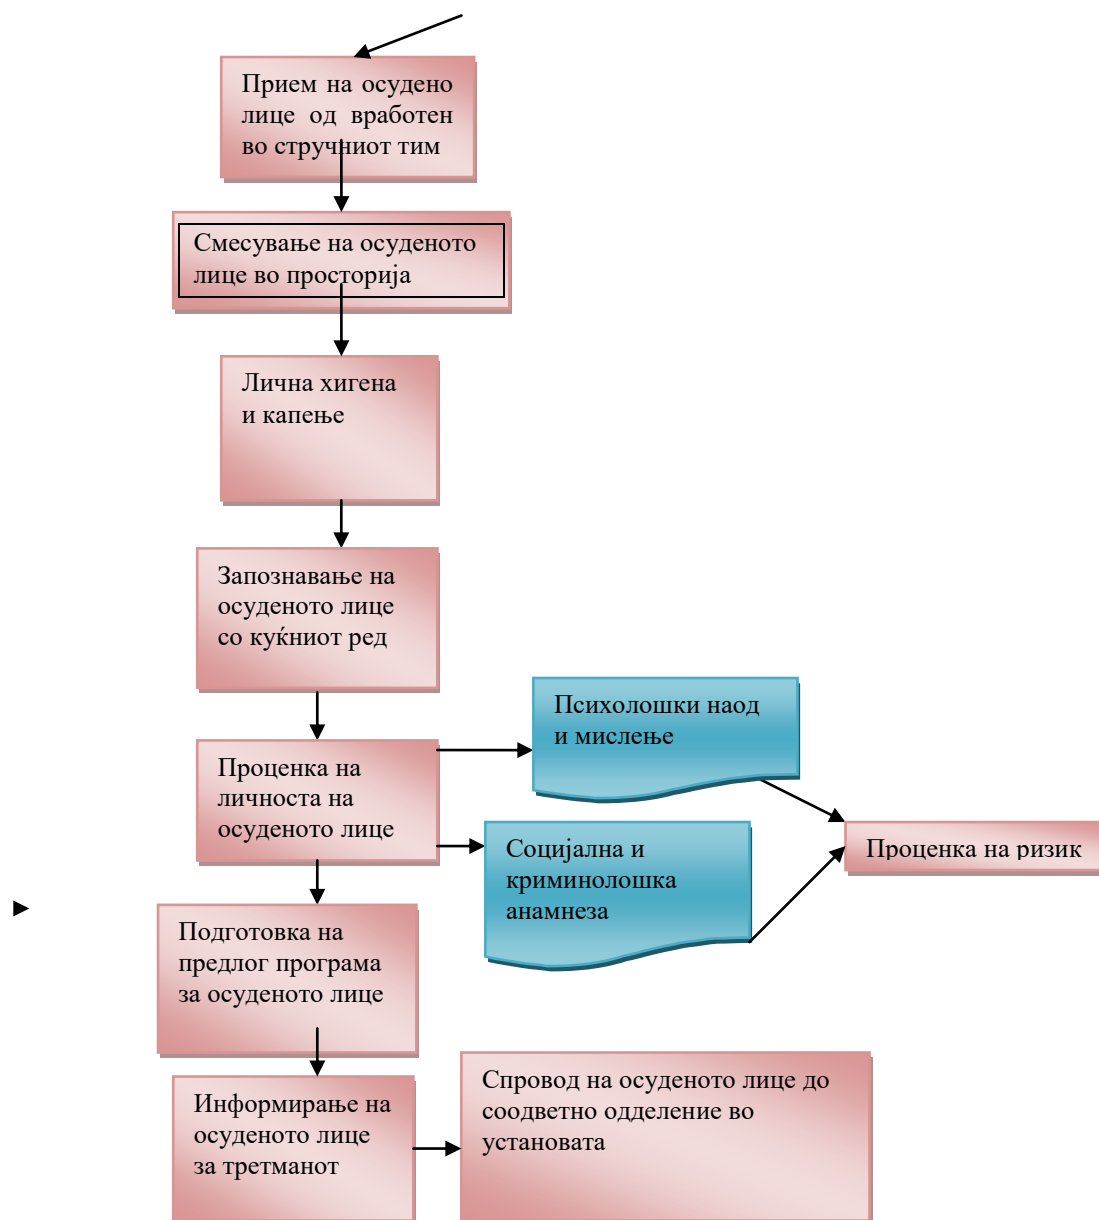 Прием на осудено
лице од вработен
во стручниот тим
Смесување на осуденото
лице во просторија
Лична хигена
и капење
Запознавање на
осуденото лице
со куќниот ред
Психолошки наод
и мислење
Проценка на
личноста на
осуденото лице
Социјална и
криминолошка
анамнеза
Проценка на ризик
Подготовка на
предлог програма
за осуденото лице
Информирање на
осуденото лице
за третманот
Спровод на осуденото лице до
соодветно одделение во
установата